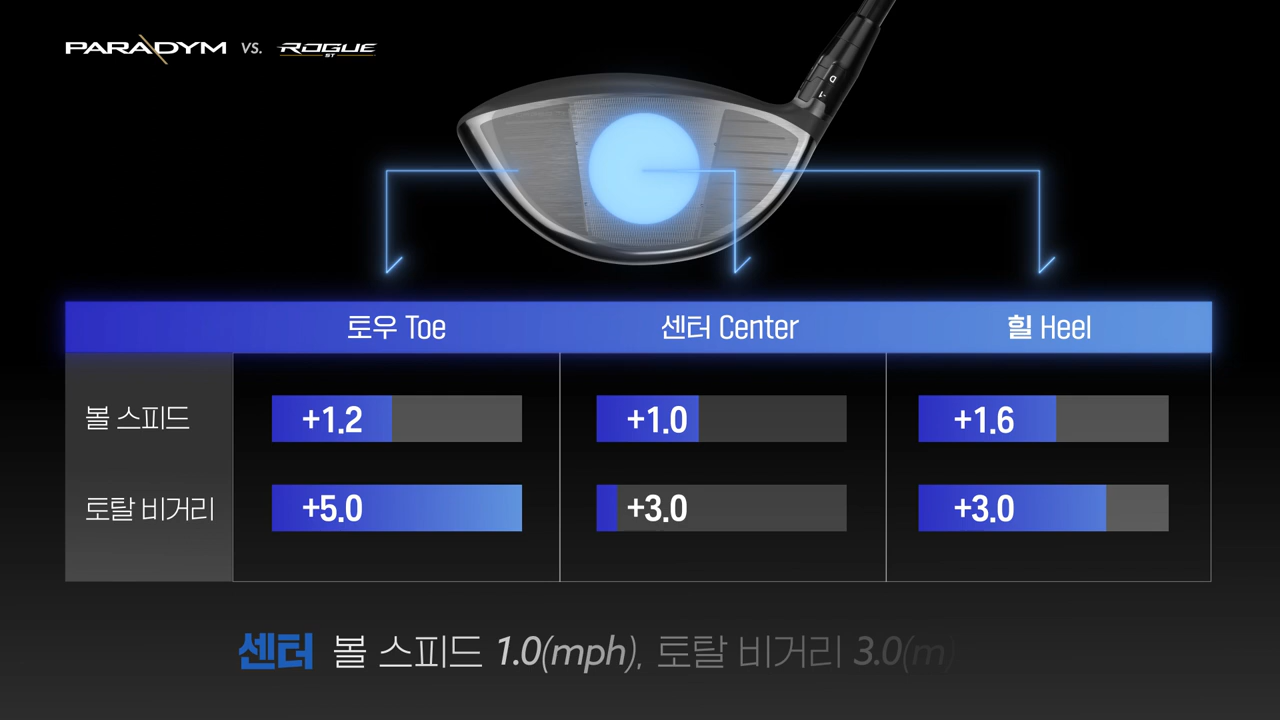 PARADYM VS. ROGUE ST
토우 Toe 센터 Center 힐 Heel
볼 스피드 +1.2 +1.0 +1.6
토탈 비거리 +5.0 +3.0 +3.0
센터 볼 스피드 1.0(mph), 토탈 비거리 3.0(m)